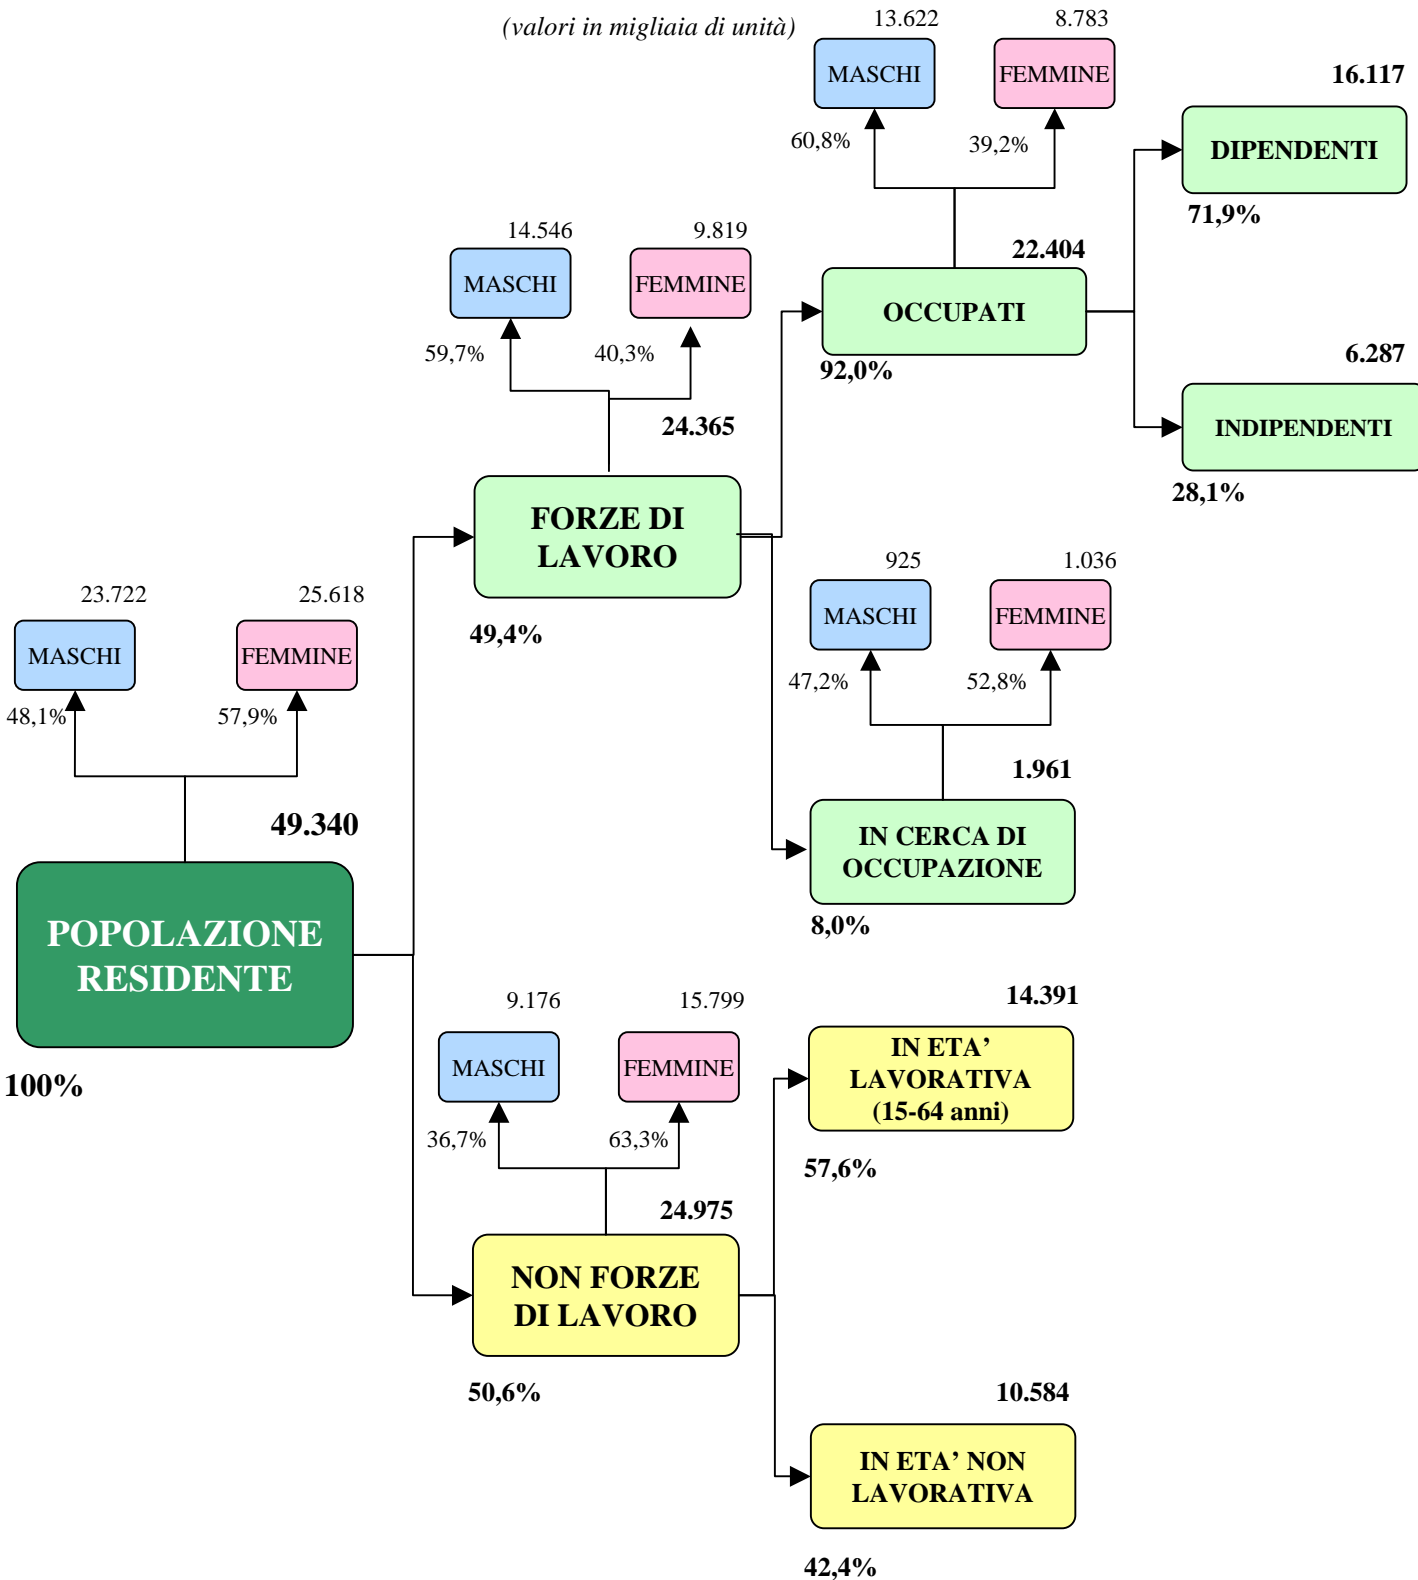 (valori in migliaia di unità)
13.622
8.783
MASCHI
FEMMINE
60,8%
39,2%
16.117
DIPENDENTI
71,9%
14.546
9.819
MASCHI
FEMMINE
59,7%
40,3%
22.404
OCCUPATI
92,0%
6.287
INDIPENDENTI
28,1%
24.365
FORZE DI
LAVORO
49,4%
925
1.036
MASCHI
FEMMINE
47,2%
52,8%
23.722
25.618
MASCHI
FEMMINE
48,1%
57,9%
1.961
IN CERCA DI
OCCUPAZIONE
8,0%
49.340
POPOLAZIONE
RESIDENTE
100%
9.176
15.799
MASCHI
FEMMINE
36,7%
63,3%
14.391
IN ETA’
LAVORATIVA
(15-64 anni)
57,6%
24.975
NON FORZE
DI LAVORO
50,6%
10.584
IN ETA’ NON
LAVORATIVA
42,4%